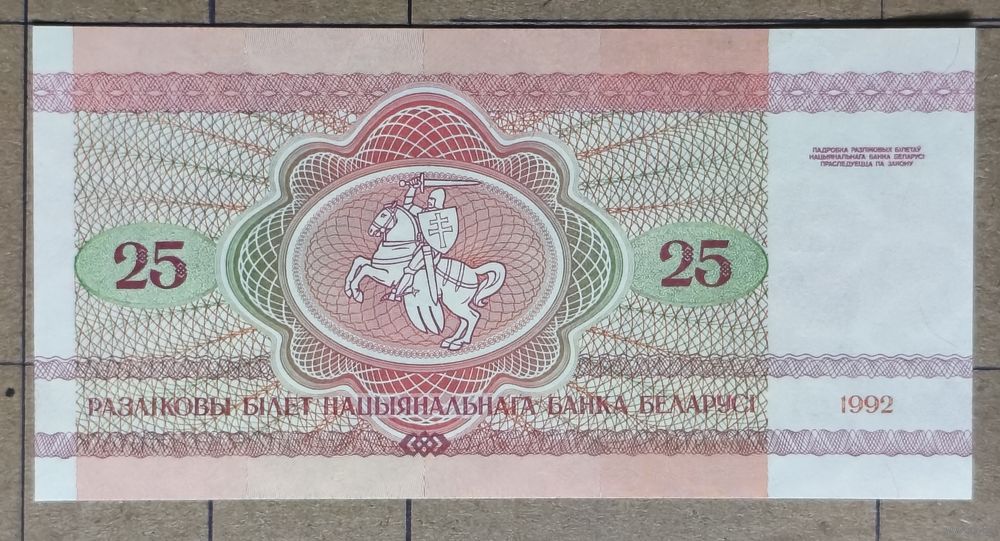 ПАДРОБКА РАЗЛІКОВЫХ БІЛЕТАЎ
НАЦЫЯНАЛЬНАГА БАНКА БЕЛАРУСІ
ПРАСЛЕДУЕЦЦА ПА ЗАКОНУ
25 25
РАЗЛІКОВЫ БІЛЕТ НАЦЫЯНАЛЬНАГА БАНКА БЕЛАРУСІ 1992